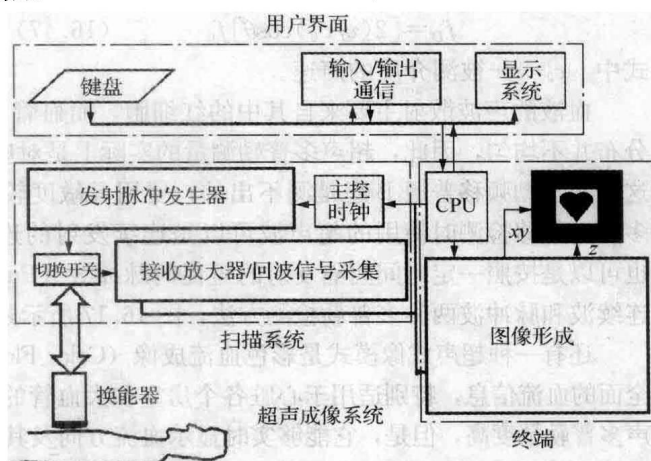 (16.17)
用户界面
键盘
输入/输出
通信
显示
系统
发射脉冲发生器
主控
时钟
CPU
xy
z
切换开关
接收放大器/回波信号采集
图像形成
扫描系统
换能器
超声成像系统
终端